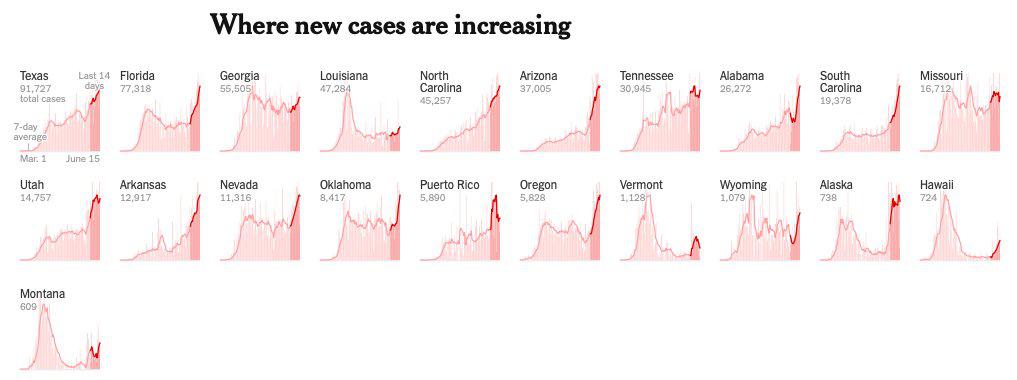 Where new cases are increasing
Texas
91,727
total cases
Last 14
days
7-day
average
Mar. 1
June 15
Florida
77,318
Georgia
55,505
Louisiana
47,284
North
Carolina
45,257
Arizona
37,005
Tennessee
30,945
Alabama
26,272
South
Carolina
19,378
Missouri
16,712
Utah
14,757
Arkansas
12,917
Nevada
11,316
Oklahoma
8,417
Puerto Rico
5,890
Oregon
5,828
Vermont
1,128
Wyoming
1,079
Alaska
738
Hawaii
724
Montana
609